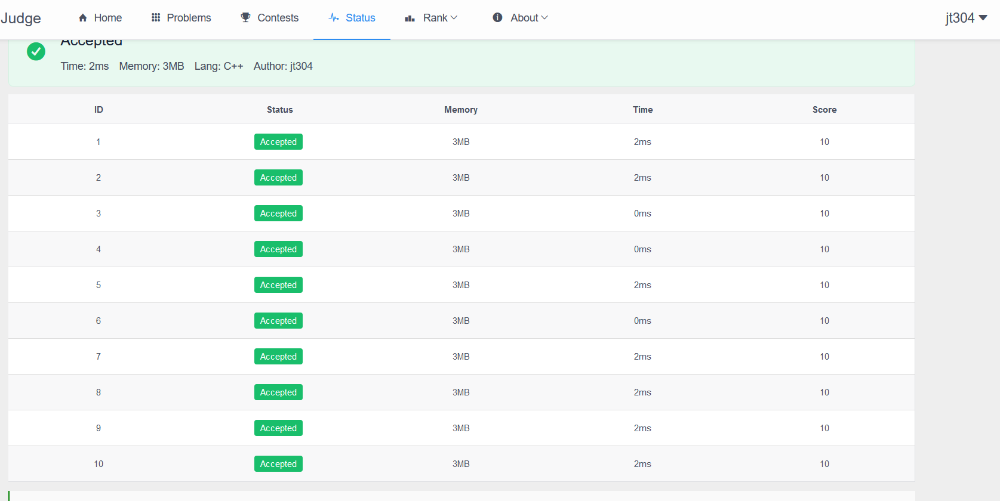 Judge Home Problems Contests Status Rank About jt304
Accepted
Time: 2ms Memory: 3MB Lang: C++ Author: jt304
ID Status Memory Time Score
1 Accepted 3MB 2ms 10
2 Accepted 3MB 2ms 10
3 Accepted 3MB 0ms 10
4 Accepted 3MB 0ms 10
5 Accepted 3MB 2ms 10
6 Accepted 3MB 0ms 10
7 Accepted 3MB 2ms 10
8 Accepted 3MB 2ms 10
9 Accepted 3MB 2ms 10
10 Accepted 3MB 2ms 10